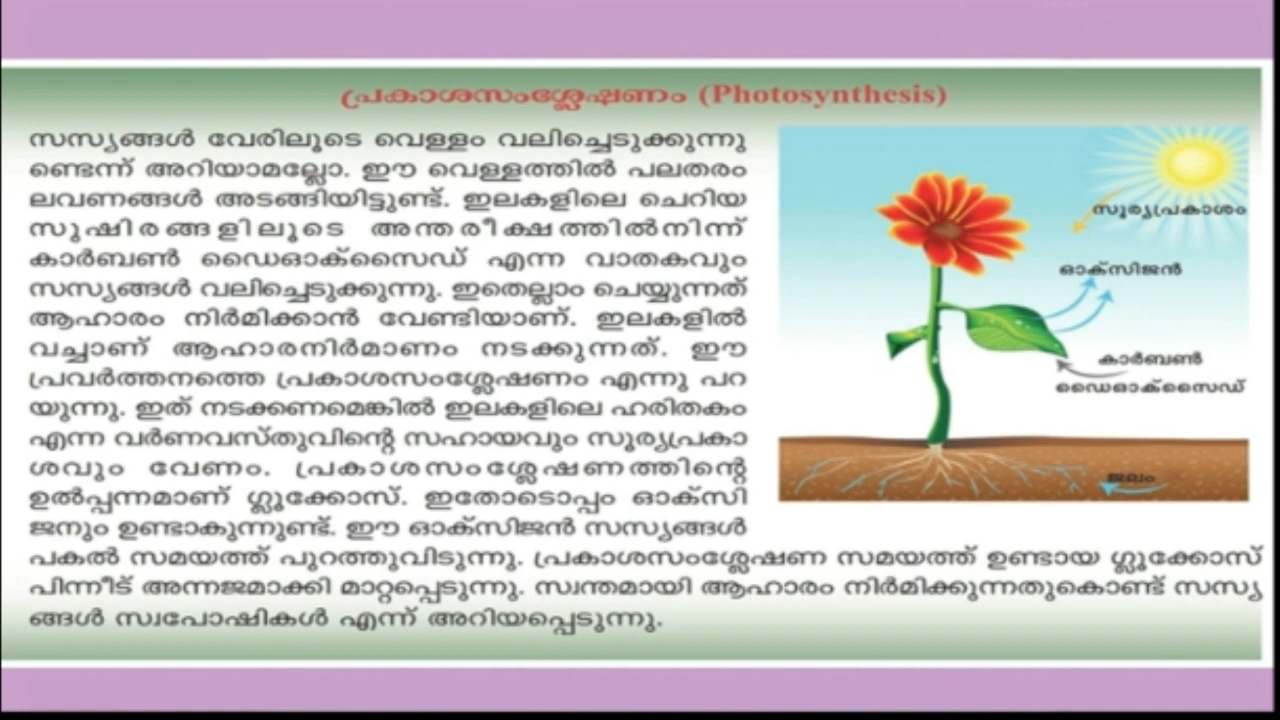 പ്രകാശസംശ്ലേഷണം (Photosynthesis)
സസ്യങ്ങൾ വേരിലൂടെ വെള്ളം വലിച്ചെടുക്കുന്നു
ണ്ടെന്ന് അറിയാമല്ലോ. ഈ വെള്ളത്തിൽ പലതരം
ലവണങ്ങൾ അടങ്ങിയിട്ടുണ്ട്. ഇലകളിലെ ചെറിയ
സുഷിരങ്ങളിലൂടെ അന്തരീക്ഷത്തിൽനിന്ന്
കാർബൺ ഡൈഓക്സൈഡ് എന്ന വാതകവും
സസ്യങ്ങൾ വലിച്ചെടുക്കുന്നു. ഇതെല്ലാം ചെയ്യുന്നത്
ആഹാരം നിർമിക്കാൻ വേണ്ടിയാണ്. ഇലകളിൽ
വച്ചാണ് ആഹാരനിർമാണം നടക്കുന്നത്. ഈ
പ്രവർത്തനത്തെ പ്രകാശസംശ്ലേഷണം എന്നു പറ
യുന്നു. ഇത് നടക്കണമെങ്കിൽ ഇലകളിലെ ഹരിതകം
എന്ന വർണവസ്തുവിന്റെ സഹായവും സൂര്യപ്രകാ
ശവും വേണം. പ്രകാശസംശ്ലേഷണത്തിന്റെ
ഉൽപ്പന്നമാണ് ഗ്ലൂക്കോസ്. ഇതോടൊപ്പം ഓക്സി
ജനും ഉണ്ടാകുന്നുണ്ട്. ഈ ഓക്സിജൻ സസ്യങ്ങൾ
പകൽ സമയത്ത് പുറത്തുവിടുന്നു. പ്രകാശസംശ്ലേഷണ സമയത്ത് ഉണ്ടായ ഗ്ലൂക്കോസ്
പിന്നീട് അന്നജമാക്കി മാറ്റപ്പെടുന്നു. സ്വന്തമായി ആഹാരം നിർമിക്കുന്നതുകൊണ്ട് സസ്യ
ങ്ങൾ സ്വപോഷികൾ എന്ന് അറിയപ്പെടുന്നു.
സൂര്യപ്രകാശം
ഓക്സിജൻ
കാർബൺ
ഡൈഓക്സൈഡ്
ജലം